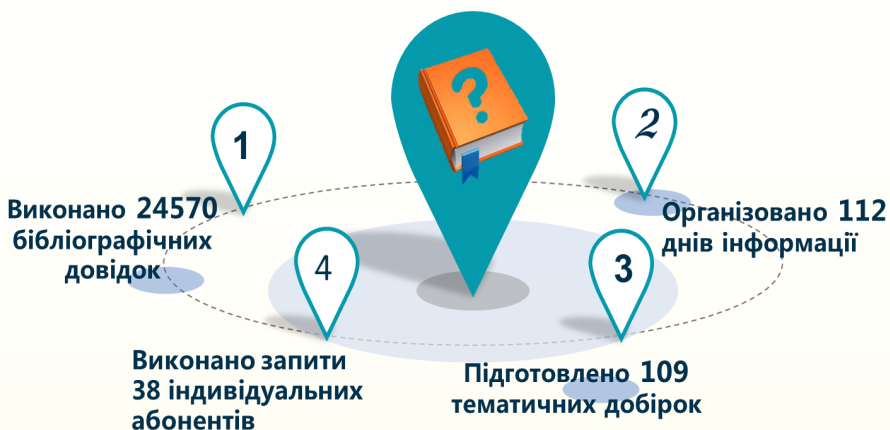 ?
1
Виконано 24570
бібліографічних
довідок
2
Організовано 112
днів інформації
3
Підготовлено 109
тематичних добірок
4
Виконано запити
38 індивідуальних
абонентів